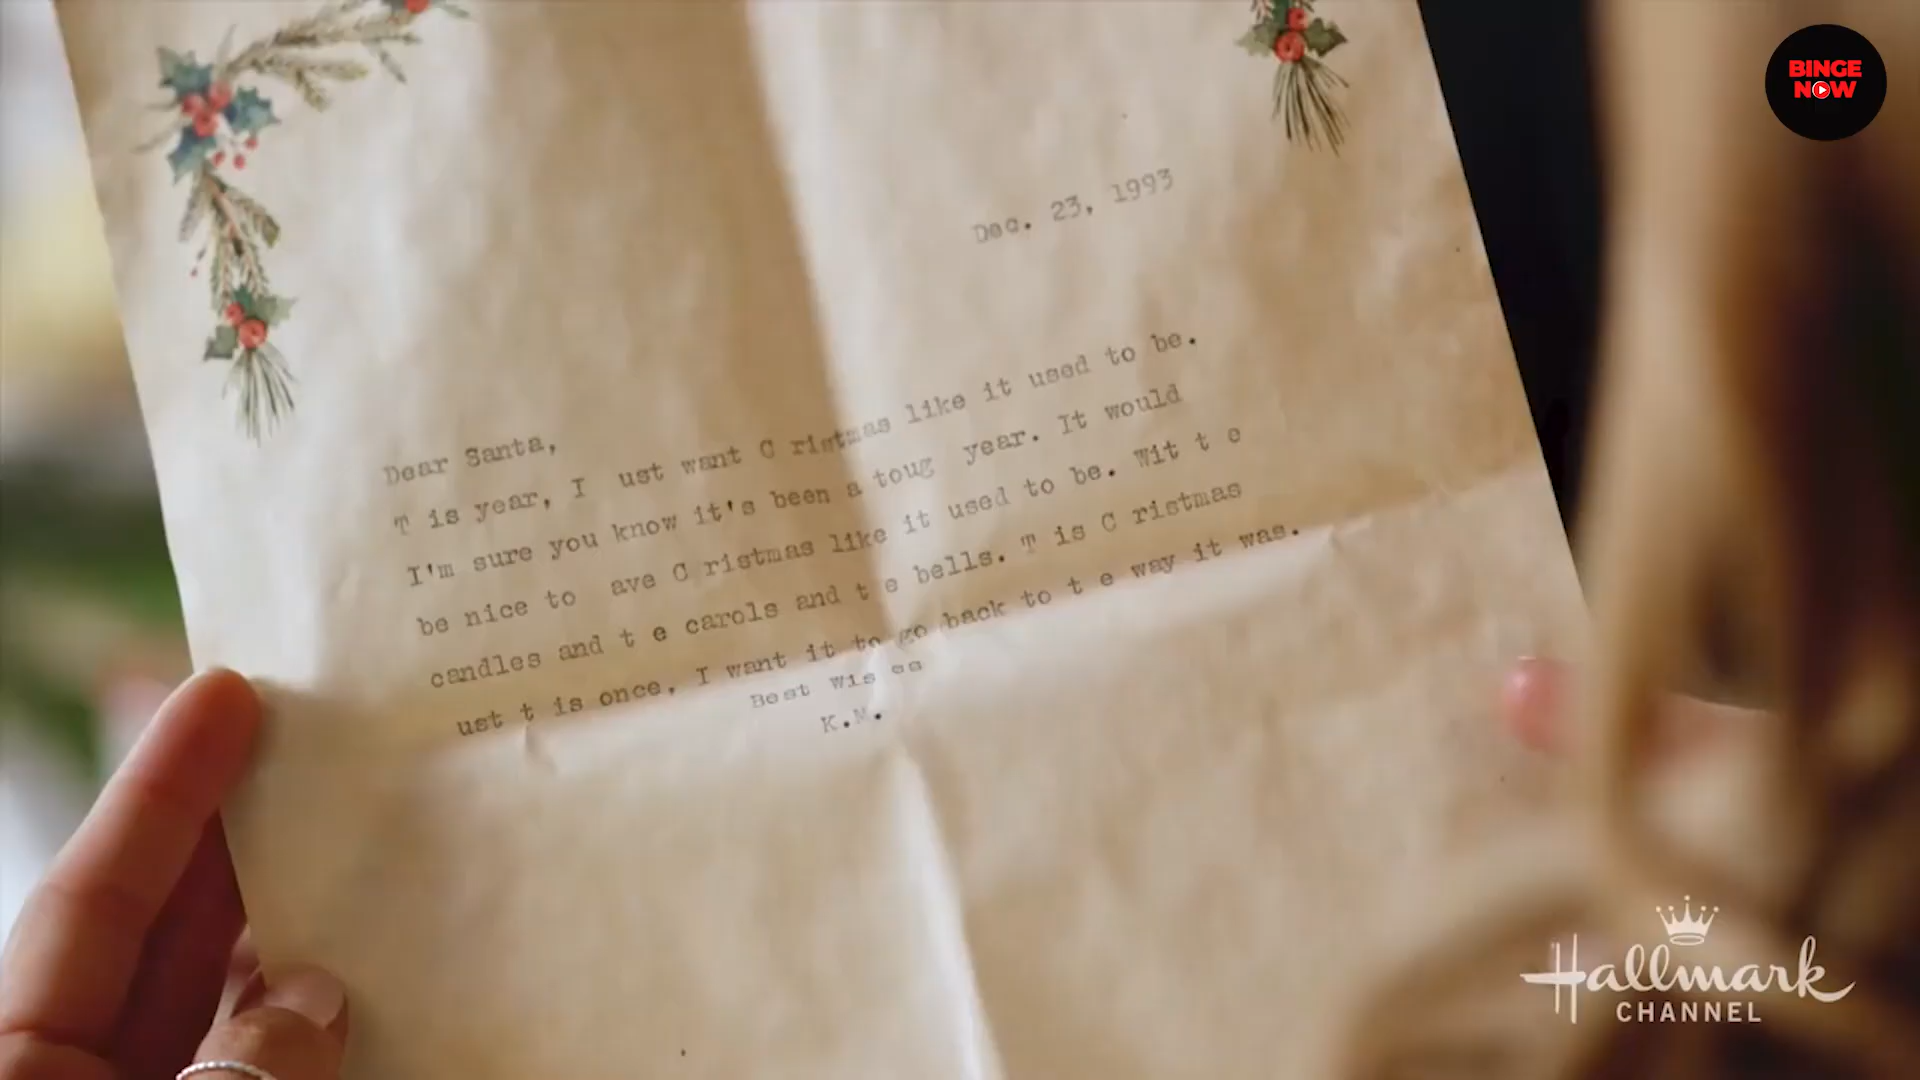 BINGE
NOW
Dec. 23, 1993
Dear Santa,
T is year, I  ust want C ristmas like it used to be.
I'm sure you know it's been a toug  year. It would
be nice to  ave C ristmas like it used to be. Wit t e
candles and t e carols and t e bells. T is C ristmas
ust t is once, I want it to go back to t e way it was.
Best Wis es
K.M.
Hallmark
CHANNEL